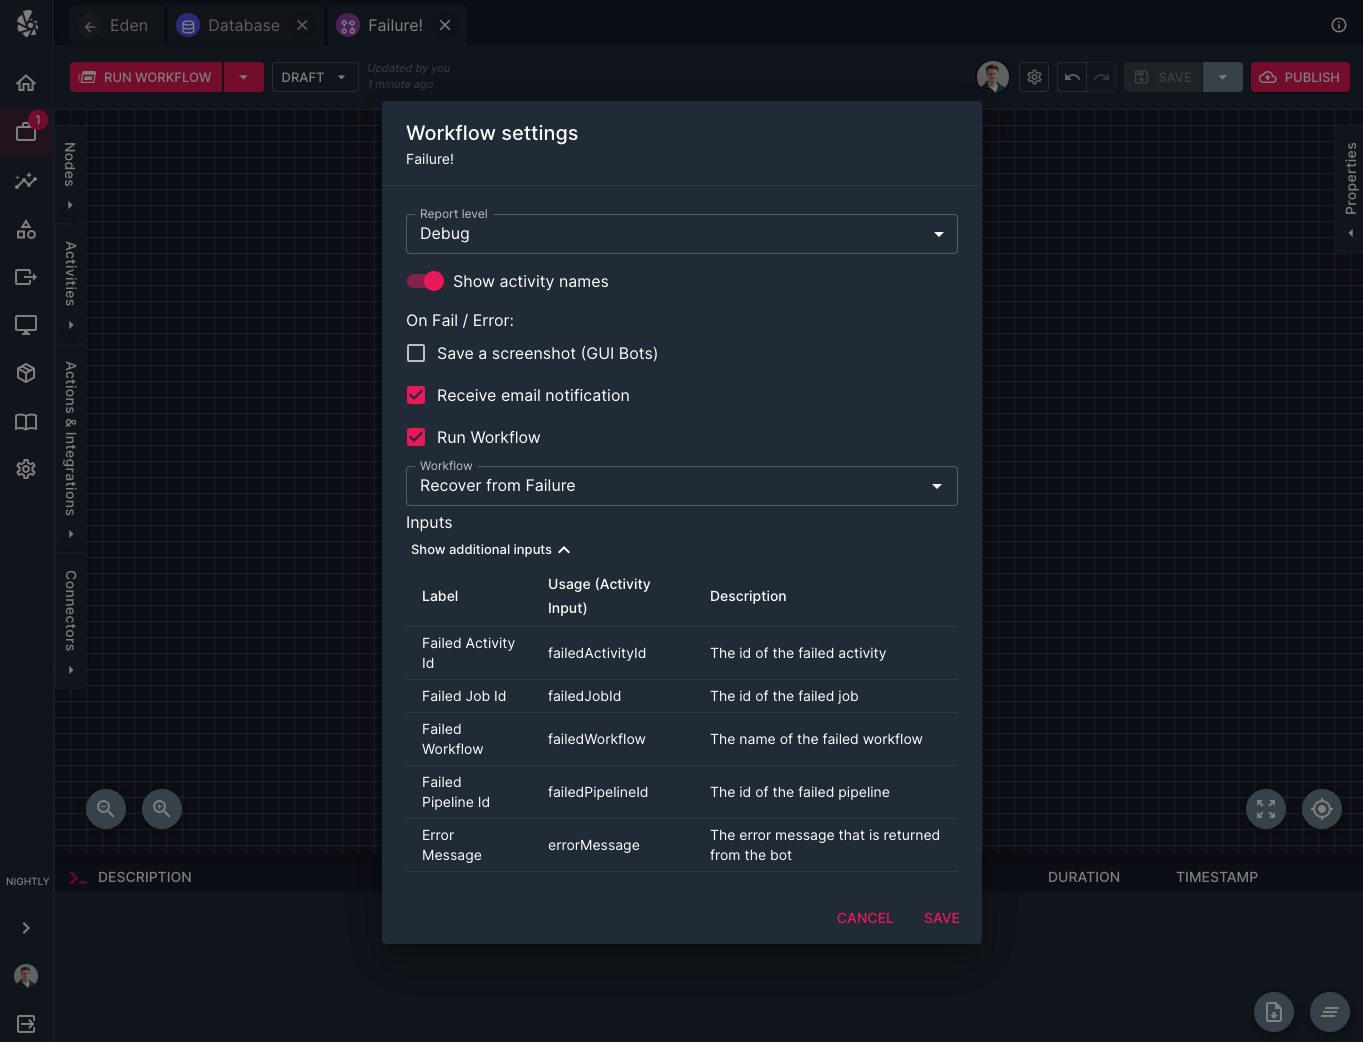 Eden
Database
Failure!
RUN WORKFLOW
DRAFT
Updated by you
1 minute ago
SAVE
PUBLISH
1
Nodes
Activities
Actions & Integrations
Connectors
Properties
Workflow settings
Failure!
Report level
Debug
Show activity names
On Fail / Error:
Save a screenshot (GUI Bots)
Receive email notification
Run Workflow
Workflow
Recover from Failure
Inputs
Show additional inputs
Label
Usage (Activity
Input)
Description
Failed Activity
Id
failedActivityId
The id of the failed activity
Failed Job Id
failedJobId
The id of the failed job
Failed
Workflow
failedWorkflow
The name of the failed workflow
Failed
Pipeline Id
failedPipelineId
The id of the failed pipeline
Error
Message
errorMessage
The error message that is returned
from the bot
CANCEL
SAVE
NIGHTLY
DESCRIPTION
DURATION
TIMESTAMP